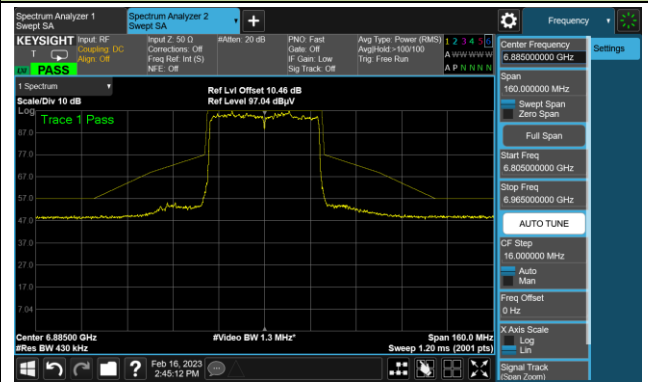 Spectrum Analyzer 1
Swept SA
Spectrum Analyzer 2
Swept SA
Frequency
KEYSIGHT
Input: RF
Coupling: DC
Align: Off
Input Z: 50 Ω
Corrections: Off
Freq Ref: Int (S)
NFE: Off
#Atten: 20 dB
PNO: Fast
Gate: Off
IF Gain: Low
Sig Track: Off
Avg Type: Power (RMS)
Avg|Hold:>100/100
Trig: Free Run
1 2 3 4 5 6
A W W W W W
A P N N N N
T
LXI
PASS
Center Frequency
6.885000000 GHz
Settings
Span
160.000000 MHz
Swept Span
Zero Span
Full Span
Start Freq
6.805000000 GHz
Stop Freq
6.965000000 GHz
AUTO TUNE
CF Step
16.000000 MHz
Auto
Man
Freq Offset
0 Hz
X Axis Scale
Log
Lin
Signal Track
(Span Zoom)
1 Spectrum
Scale/Div 10 dB
Ref Lvl Offset 10.46 dB
Ref Level 97.04 dBµV
Log
Trace 1 Pass
87.0
77.0
67.0
57.0
47.0
37.0
27.0
17.0
7.04
Center 6.88500 GHz
#Video BW 1.3 MHz*
Span 160.0 MHz
#Res BW 430 kHz
Sweep 1.20 ms (2001 pts)
?
Feb 16, 2023
2:45:12 PM